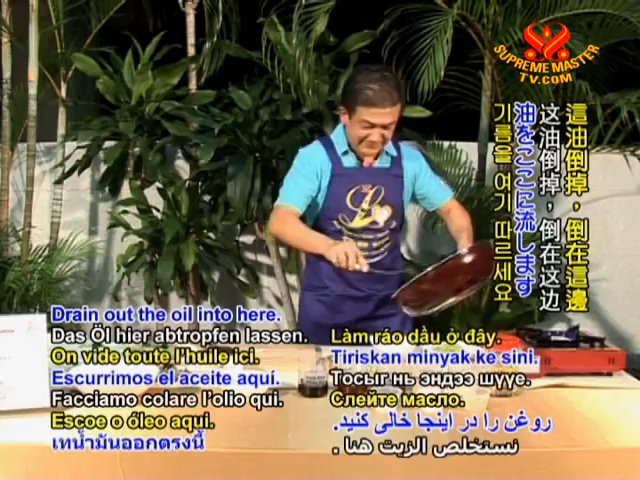 SUPREME MASTER
TV.COM
這油倒掉，倒在這邊
这油倒掉，倒在这边
油をここに流します
기름을 여기 따르세요
Drain out the oil into here.
Das Öl hier abtropfen lassen.
On vide toute l'huile ici.
Escurrimos el aceite aquí.
Facciamo colare l'olio qui.
Escoe o óleo aqui.
เทน้ำมันออกตรงนี้
Làm ráo dầu ở đây.
Tiriskan minyak ke sini.
Тосыг нь эндээ шүүе.
Слейте масло.
روغن را در اینجا خالی کنید.
نستخلص الزيت هنا .